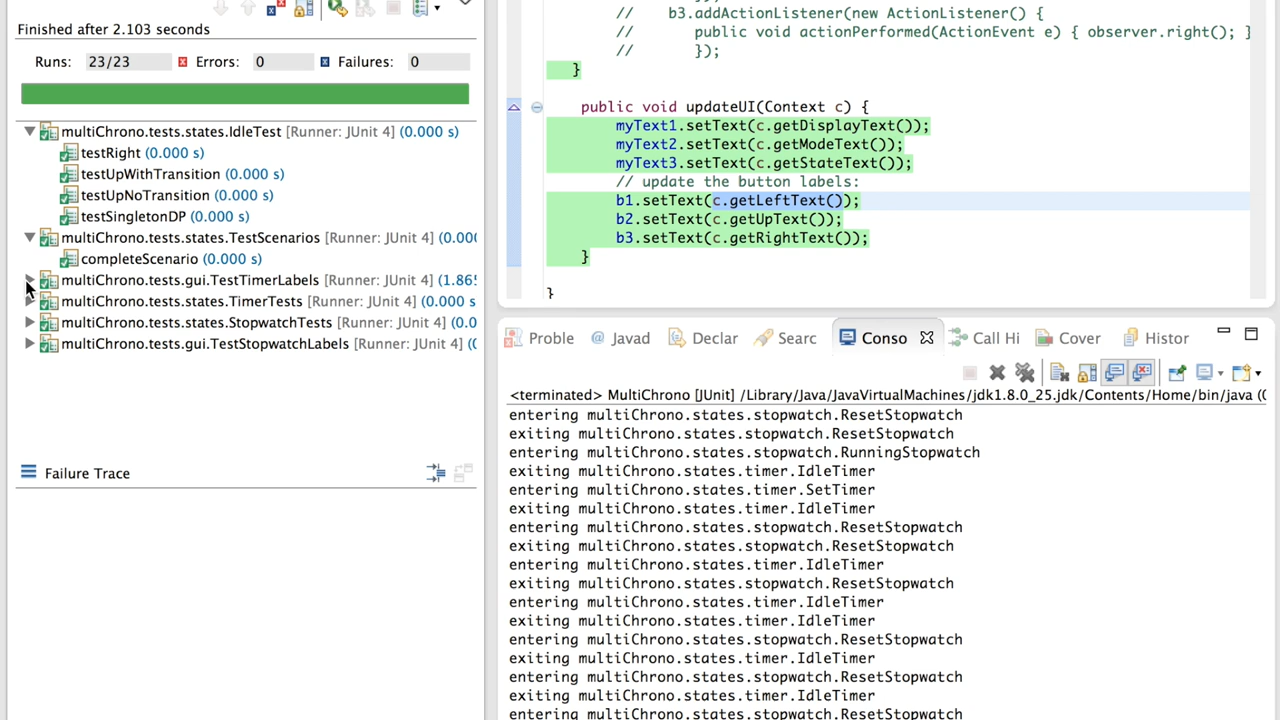 Finished after 2.103 seconds
Runs: 23/23 Errors: 0 Failures: 0
multiChrono.tests.states.IdleTest [Runner: JUnit 4] (0.000 s)
testRight (0.000 s)
testUpWithTransition (0.000 s)
testUpNoTransition (0.000 s)
testSingletonDP (0.000 s)
multiChrono.tests.states.TestScenarios [Runner: JUnit 4] (0.000
completeScenario (0.000 s)
multiChrono.tests.gui.TestTimerLabels [Runner: JUnit 4] (1.865
multiChrono.tests.states.TimerTests [Runner: JUnit 4] (0.000 s
multiChrono.tests.states.StopwatchTests [Runner: JUnit 4] (0.0
multiChrono.tests.gui.TestStopwatchLabels [Runner: JUnit 4] (
Failure Trace
// b3.addActionListener(new ActionListener() {
// public void actionPerformed(ActionEvent e) { observer.right(); }
// });
}
public void updateUI(Context c) {
myText1.setText(c.getDisplayText());
myText2.setText(c.getModeText());
myText3.setText(c.getStateText());
// update the button labels:
b1.setText(c.getLeftText());
b2.setText(c.getUpText());
b3.setText(c.getRightText());
}
}
Proble @ Javad Declar Searc Conso Call Hi Cover Histor
<terminated> MultiChrono [JUnit] /Library/Java/JavaVirtualMachines/jdk1.8.0_25.jdk/Contents/Home/bin/java (
entering multiChrono.states.stopwatch.ResetStopwatch
exiting multiChrono.states.stopwatch.ResetStopwatch
entering multiChrono.states.stopwatch.RunningStopwatch
exiting multiChrono.states.timer.IdleTimer
entering multiChrono.states.timer.SetTimer
exiting multiChrono.states.timer.IdleTimer
entering multiChrono.states.stopwatch.ResetStopwatch
exiting multiChrono.states.stopwatch.ResetStopwatch
entering multiChrono.states.timer.IdleTimer
exiting multiChrono.states.stopwatch.ResetStopwatch
entering multiChrono.states.timer.IdleTimer
exiting multiChrono.states.timer.IdleTimer
entering multiChrono.states.stopwatch.ResetStopwatch
exiting multiChrono.states.timer.IdleTimer
entering multiChrono.states.stopwatch.ResetStopwatch
exiting multiChrono.states.timer.IdleTimer
entering multiChrono.states.stopwatch.ResetStopwatch